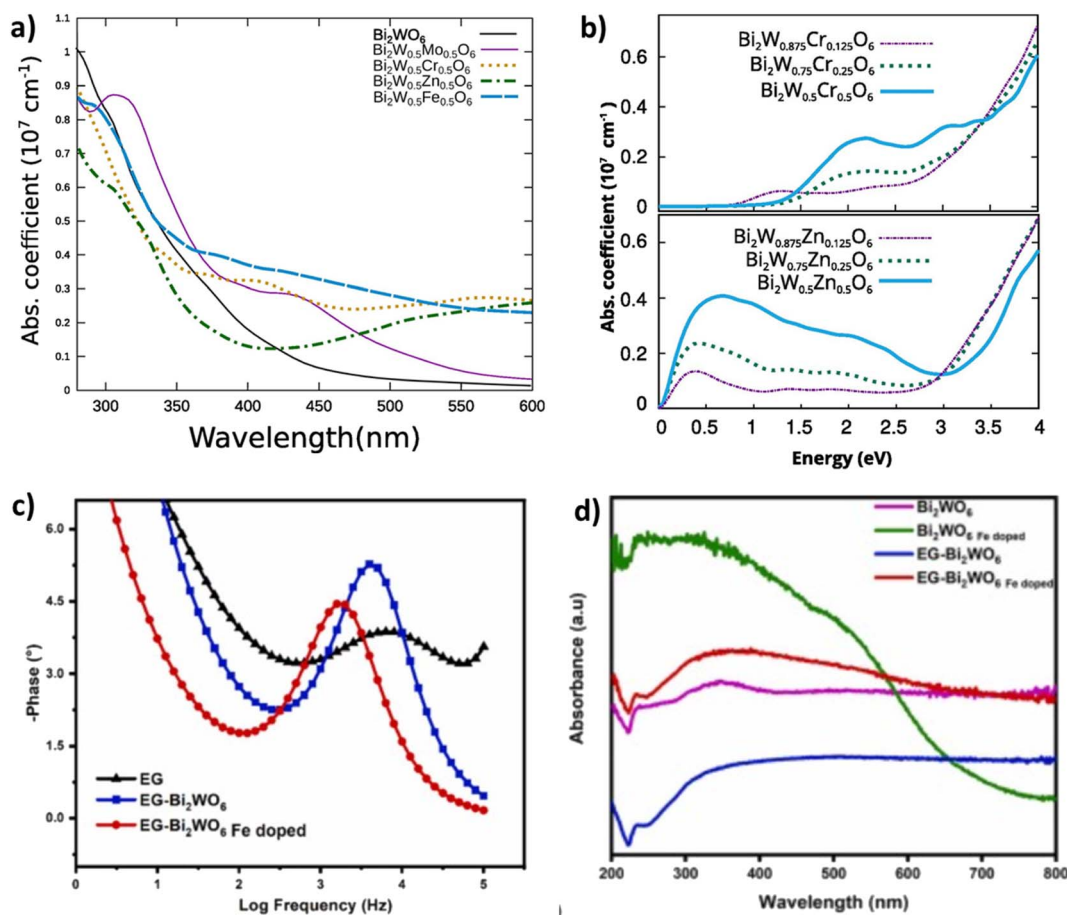 a)
Abs. coefficient (10⁷ cm⁻¹)
1.1
1
0.9
0.8
0.7
0.6
0.5
0.4
0.3
0.2
0.1
0
Bi₂WO₆
Bi₂W₀.₅Mo₀.₅O₆
Bi₂W₀.₅Cr₀.₅O₆
Bi₂W₀.₅Zn₀.₅O₆
Bi₂W₀.₅Fe₀.₅O₆
300 350 400 450 500 550 600
Wavelength(nm)
b)
Abs. coefficient (10⁷ cm⁻¹)
0.6
0.4
0.2
0
Bi₂W₀.₈₇₅Cr₀.₁₂₅O₆
Bi₂W₀.₇₅Cr₀.₂₅O₆
Bi₂W₀.₅Cr₀.₅O₆
0.6
0.4
0.2
0
Bi₂W₀.₈₇₅Zn₀.₁₂₅O₆
Bi₂W₀.₇₅Zn₀.₂₅O₆
Bi₂W₀.₅Zn₀.₅O₆
0 0.5 1 1.5 2 2.5 3 3.5 4
Energy (eV)
c)
-Phase (°)
6.0
4.5
3.0
1.5
0.0
EG
EG-Bi₂WO₆
EG-Bi₂WO₆ Fe doped
0 1 2 3 4 5
Log Frequency (Hz)
d)
Absorbance (a.u)
Bi₂WO₆
Bi₂WO₆ Fe doped
EG-Bi₂WO₆
EG-Bi₂WO₆ Fe doped
200 300 400 500 600 700 800
Wavelength (nm)